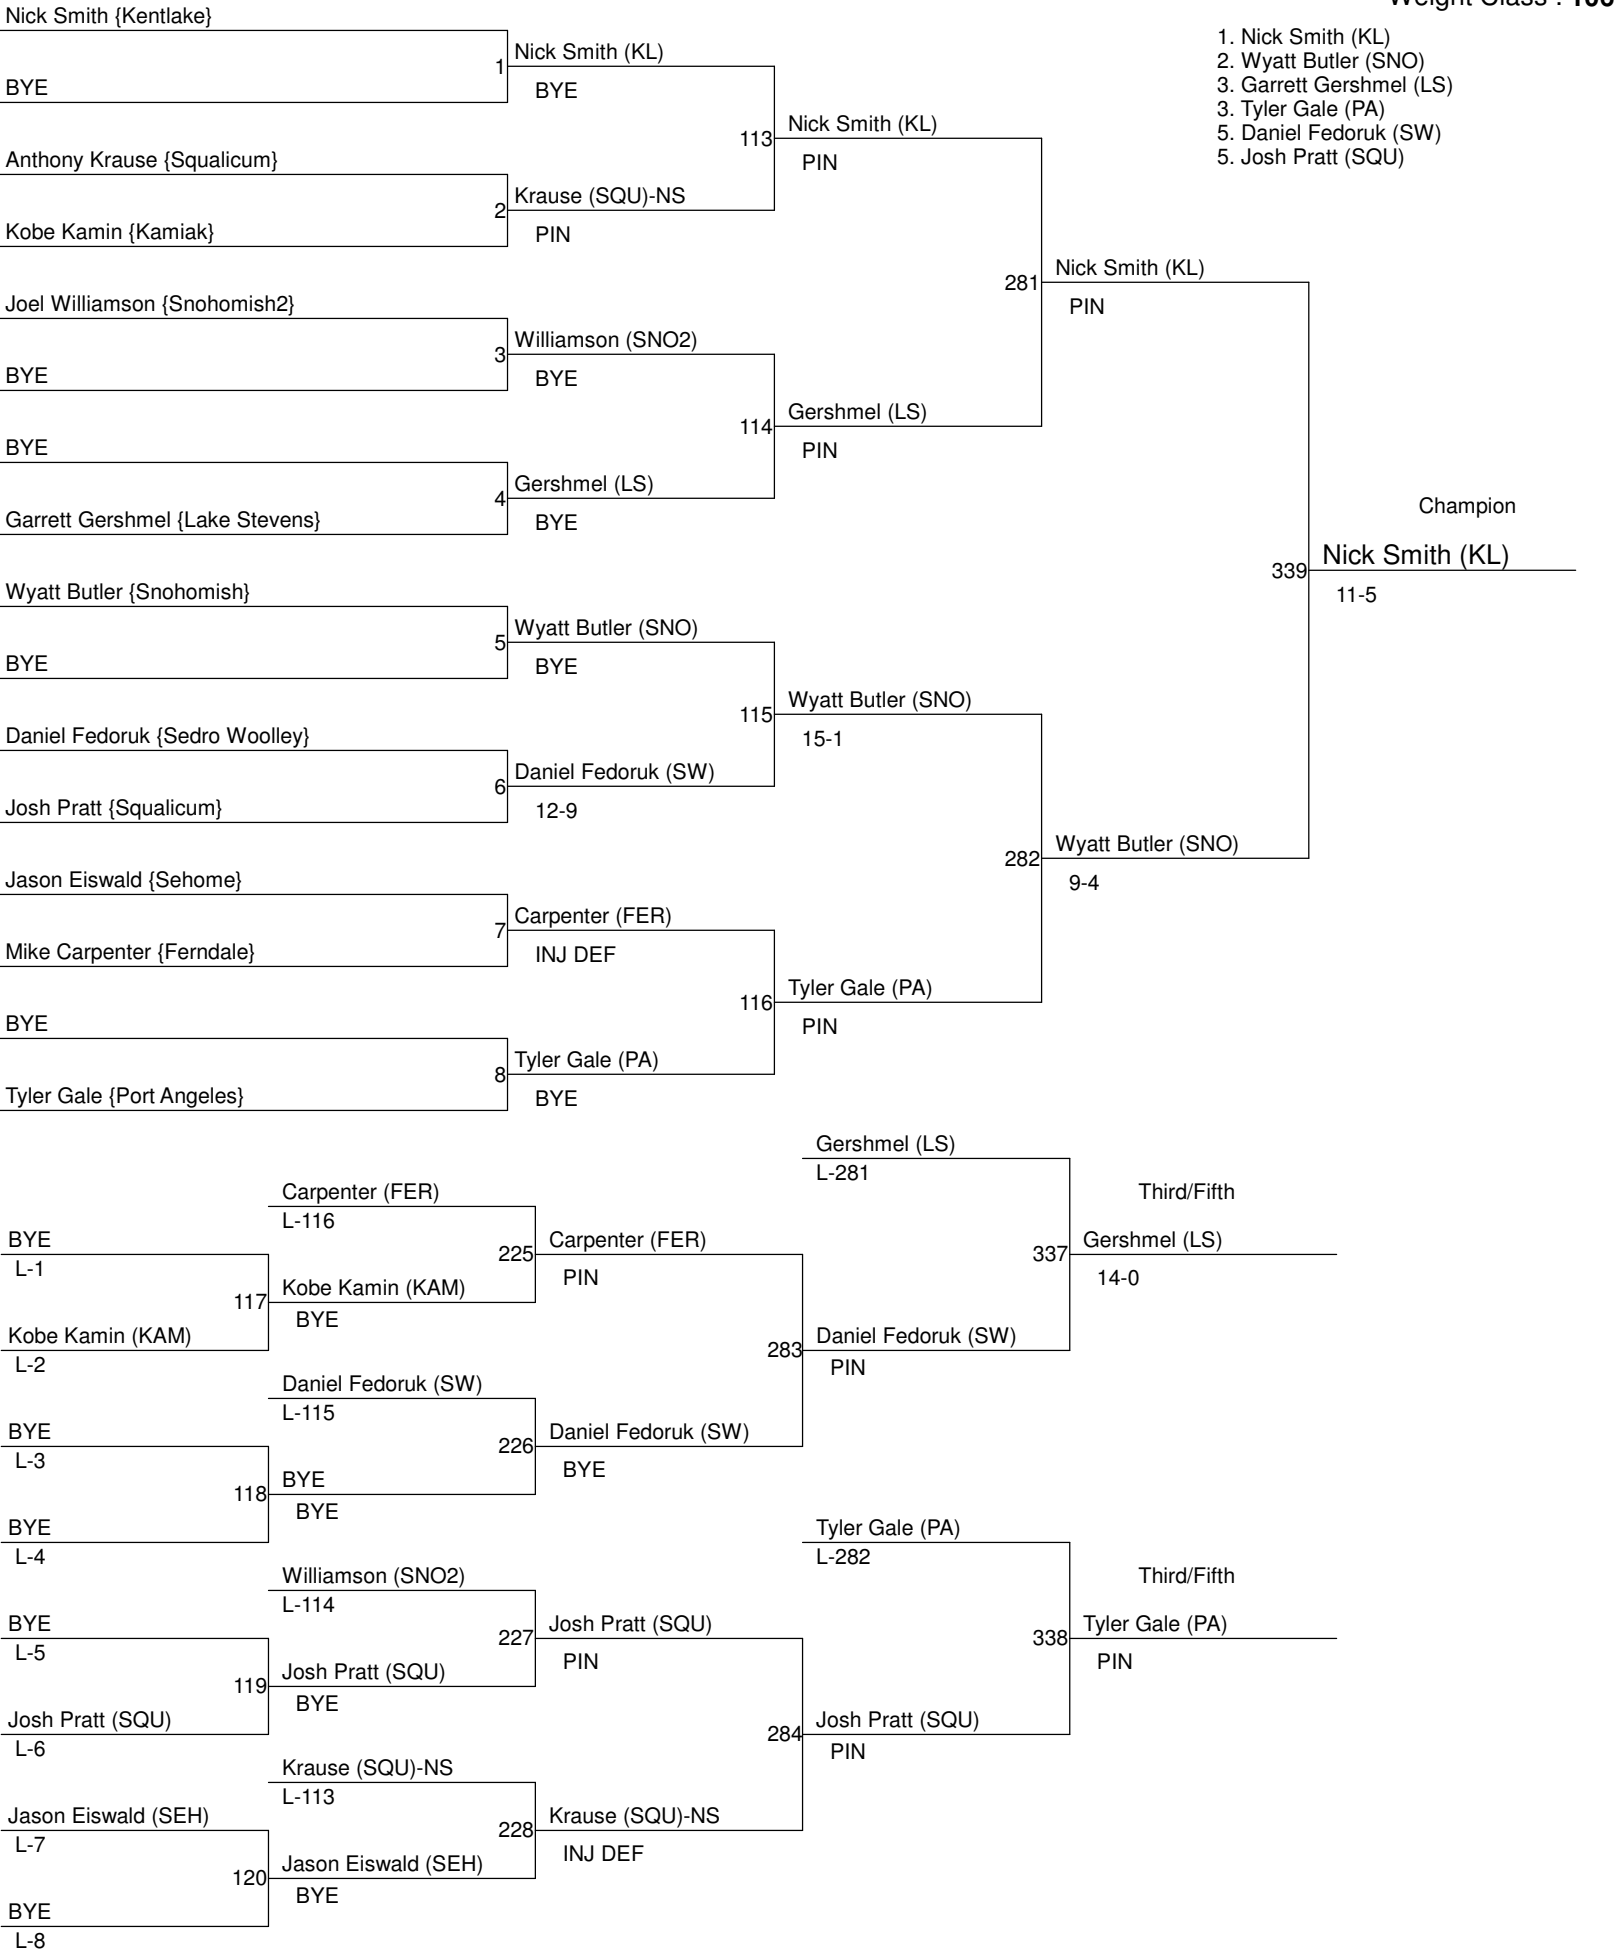 Weight Class :
1. Nick Smith (KL)
2. Wyatt Butler (SNO)
3. Garrett Gershmel (LS)
3. Tyler Gale (PA)
5. Daniel Fedoruk (SW)
5. Josh Pratt (SQU)
Nick Smith {Kentlake}
BYE
1
Nick Smith (KL)
BYE
Anthony Krause {Squalicum}
Kobe Kamin {Kamiak}
2
Krause (SQU)-NS
PIN
113
Nick Smith (KL)
PIN
Joel Williamson {Snohomish2}
BYE
3
Williamson (SNO2)
BYE
BYE
Garrett Gershmel {Lake Stevens}
4
Gershmel (LS)
BYE
114
Gershmel (LS)
PIN
281
Nick Smith (KL)
PIN
Wyatt Butler {Snohomish}
BYE
5
Wyatt Butler (SNO)
BYE
Daniel Fedoruk {Sedro Woolley}
Josh Pratt {Squalicum}
6
Daniel Fedoruk (SW)
12-9
115
Wyatt Butler (SNO)
15-1
Jason Eiswald {Sehome}
Mike Carpenter {Ferndale}
7
Carpenter (FER)
INJ DEF
BYE
Tyler Gale {Port Angeles}
8
Tyler Gale (PA)
BYE
116
Tyler Gale (PA)
PIN
282
Wyatt Butler (SNO)
9-4
Champion
339
Nick Smith (KL)
11-5
BYE
L-1
Kobe Kamin (KAM)
L-2
117
Kobe Kamin (KAM)
BYE
Carpenter (FER)
L-116
225
Carpenter (FER)
PIN
BYE
L-3
BYE
L-4
118
BYE
BYE
Daniel Fedoruk (SW)
L-115
226
Daniel Fedoruk (SW)
BYE
283
Daniel Fedoruk (SW)
PIN
Gershmel (LS)
L-281
Third/Fifth
337
Gershmel (LS)
14-0
BYE
L-5
Josh Pratt (SQU)
L-6
119
Josh Pratt (SQU)
BYE
Williamson (SNO2)
L-114
227
Josh Pratt (SQU)
PIN
Jason Eiswald (SEH)
L-7
BYE
L-8
120
Jason Eiswald (SEH)
BYE
Krause (SQU)-NS
L-113
228
Krause (SQU)-NS
INJ DEF
284
Josh Pratt (SQU)
PIN
Tyler Gale (PA)
L-282
Third/Fifth
338
Tyler Gale (PA)
PIN